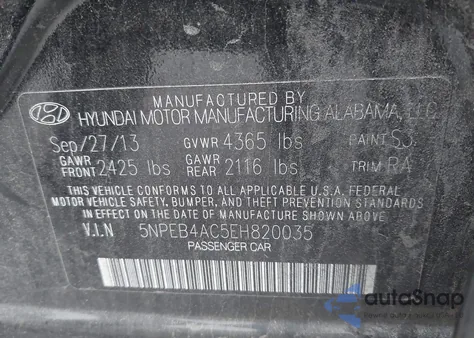 MANUFACTURED BY
HYUNDAI MOTOR MANUFACTURING ALABAMA,
Sep/27/13 GVWR 4365 lbs PAINT
GAWR FRONT 2425 lbs GAWR REAR 2116 lbs TRIM RA
THIS VEHICLE CONFORMS TO ALL APPLICABLE U.S.A. FEDERAL
MOTOR VEHICLE SAFETY, BUMPER, AND THEFT PREVENTION STANDARDS
IN EFFECT ON THE DATE OF MANUFACTURE SHOWN ABOVE.
V.I.N 5NPEB4AC5EH820035
PASSENGER CAR
autoSnap